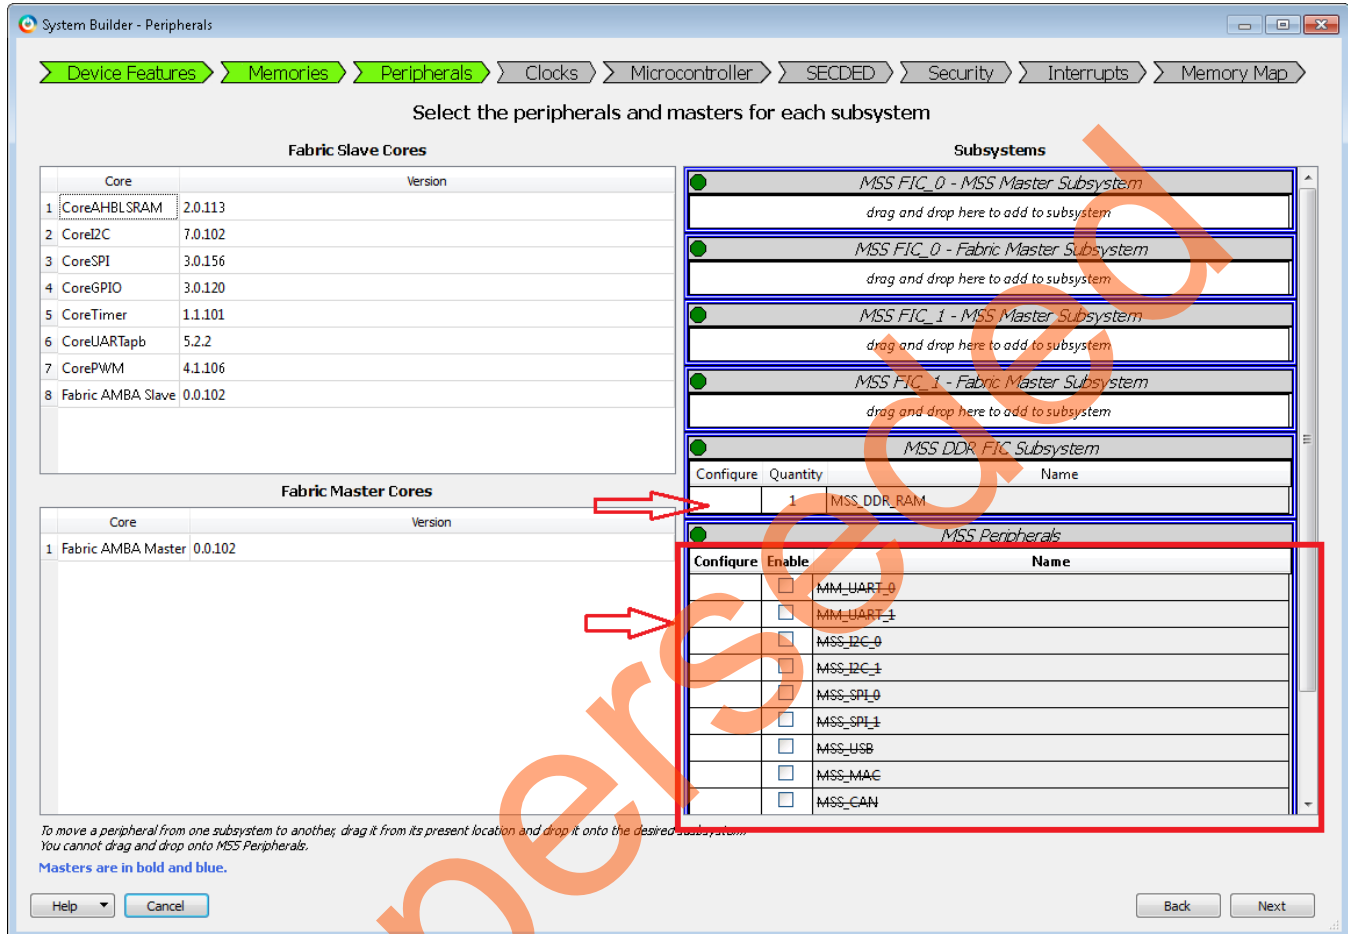 System Builder - Peripherals
Device Features
Memories
Peripherals
Clocks
Microcontroller
SECDED
Security
Interrupts
Memory Map
Select the peripherals and masters for each subsystem
Fabric Slave Cores
Core Version
1 CoreAHBLSRAM 2.0.113
2 CoreI2C 7.0.102
3 CoreSPI 3.0.156
4 CoreGPIO 3.0.120
5 CoreTimer 1.1.101
6 CoreUARTapb 5.2.2
7 CorePWM 4.1.106
8 Fabric AMBA Slave 0.0.102
Fabric Master Cores
Core Version
1 Fabric AMBA Master 0.0.102
Subsystems
MSS FIC_0 - MSS Master Subsystem
drag and drop here to add to subsystem
MSS FIC_0 - Fabric Master Subsystem
drag and drop here to add to subsystem
MSS FIC_1 - MSS Master Subsystem
drag and drop here to add to subsystem
MSS FIC_1 - Fabric Master Subsystem
drag and drop here to add to subsystem
MSS DDR FIC Subsystem
Configure Quantity Name
1 MSS_DDR_RAM
MSS Peripherals
Configure Enable Name
MM_UART_0
MM_UART_1
MSS_I2C_0
MSS_I2C_1
MSS_SPI_0
MSS_SPI_1
MSS_USB
MSS_MAC
MSS_CAN
To move a peripheral from one subsystem to another, drag it from its present location and drop it onto the desired subsystem.
You cannot drag and drop onto MSS Peripherals.
Masters are in bold and blue.
Help
Cancel
Back
Next
perseded